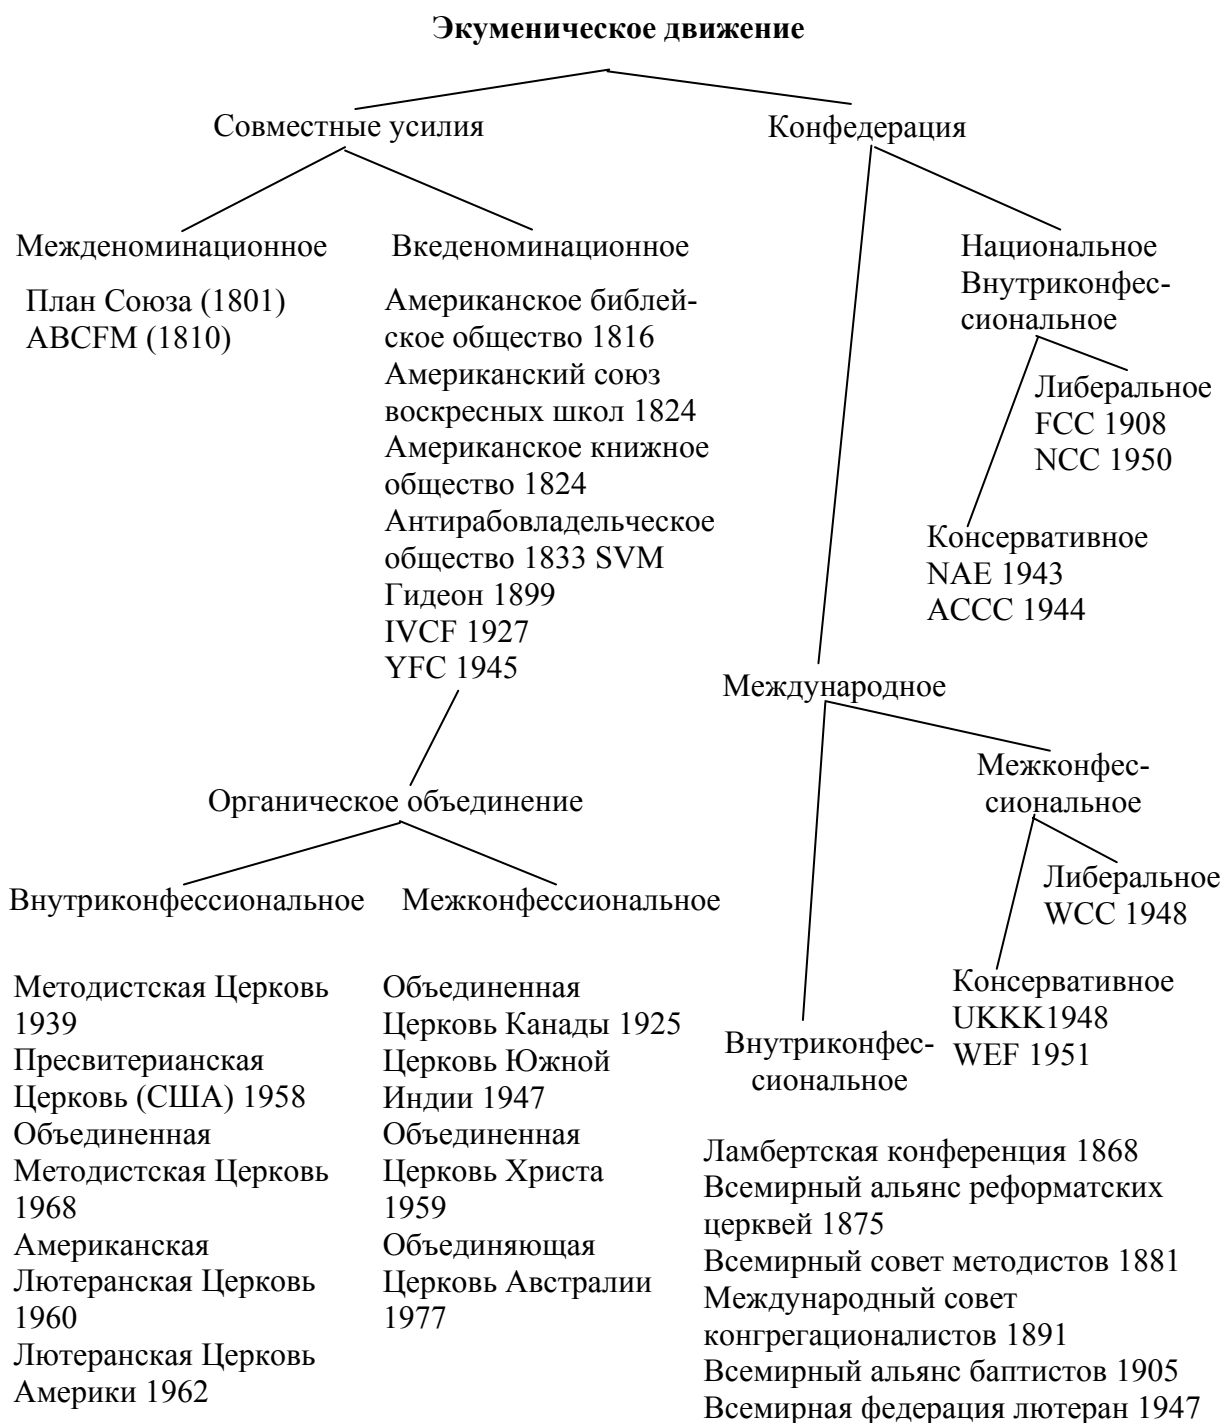 Экуменическое движение
Совместные усилия
Конфедерация
Междeноминационное
План Союза (1801)
ABCFM (1810)
Вкеденоминационное
Американское библей-
ское общество 1816
Американский союз
воскресных школ 1824
Американское книжное
общество 1824
Антирабовладельческое
общество 1833 SVM
Гидеон 1899
IVCF 1927
YFC 1945
Национальное
Внутриконфес-
сиональное
Либеральное
FCC 1908
NCC 1950
Консервативное
NAE 1943
ACCC 1944
Международное
Межконфес-
сиональное
Либеральное
WCC 1948
Консервативное
UKKK1948
WEF 1951
Внутриконфес-
сиональное
Ламбертская конференция 1868
Всемирный альянс реформатских
церквей 1875
Всемирный совет методистов 1881
Международный совет
конгрегационалистов 1891
Всемирный альянс баптистов 1905
Всемирная федерация лютеран 1947
Органическое объединение
Внутриконфессиональное
Методистская Церковь
1939
Пресвитерианская
Церковь (США) 1958
Объединенная
Методистская Церковь
1968
Американская
Лютеранская Церковь
1960
Лютеранская Церковь
Америки 1962
Межконфессиональное
Объединенная
Церковь Канады 1925
Церковь Южной
Индии 1947
Объединенная
Церковь Христа
1959
Объединяющая
Церковь Австралии
1977